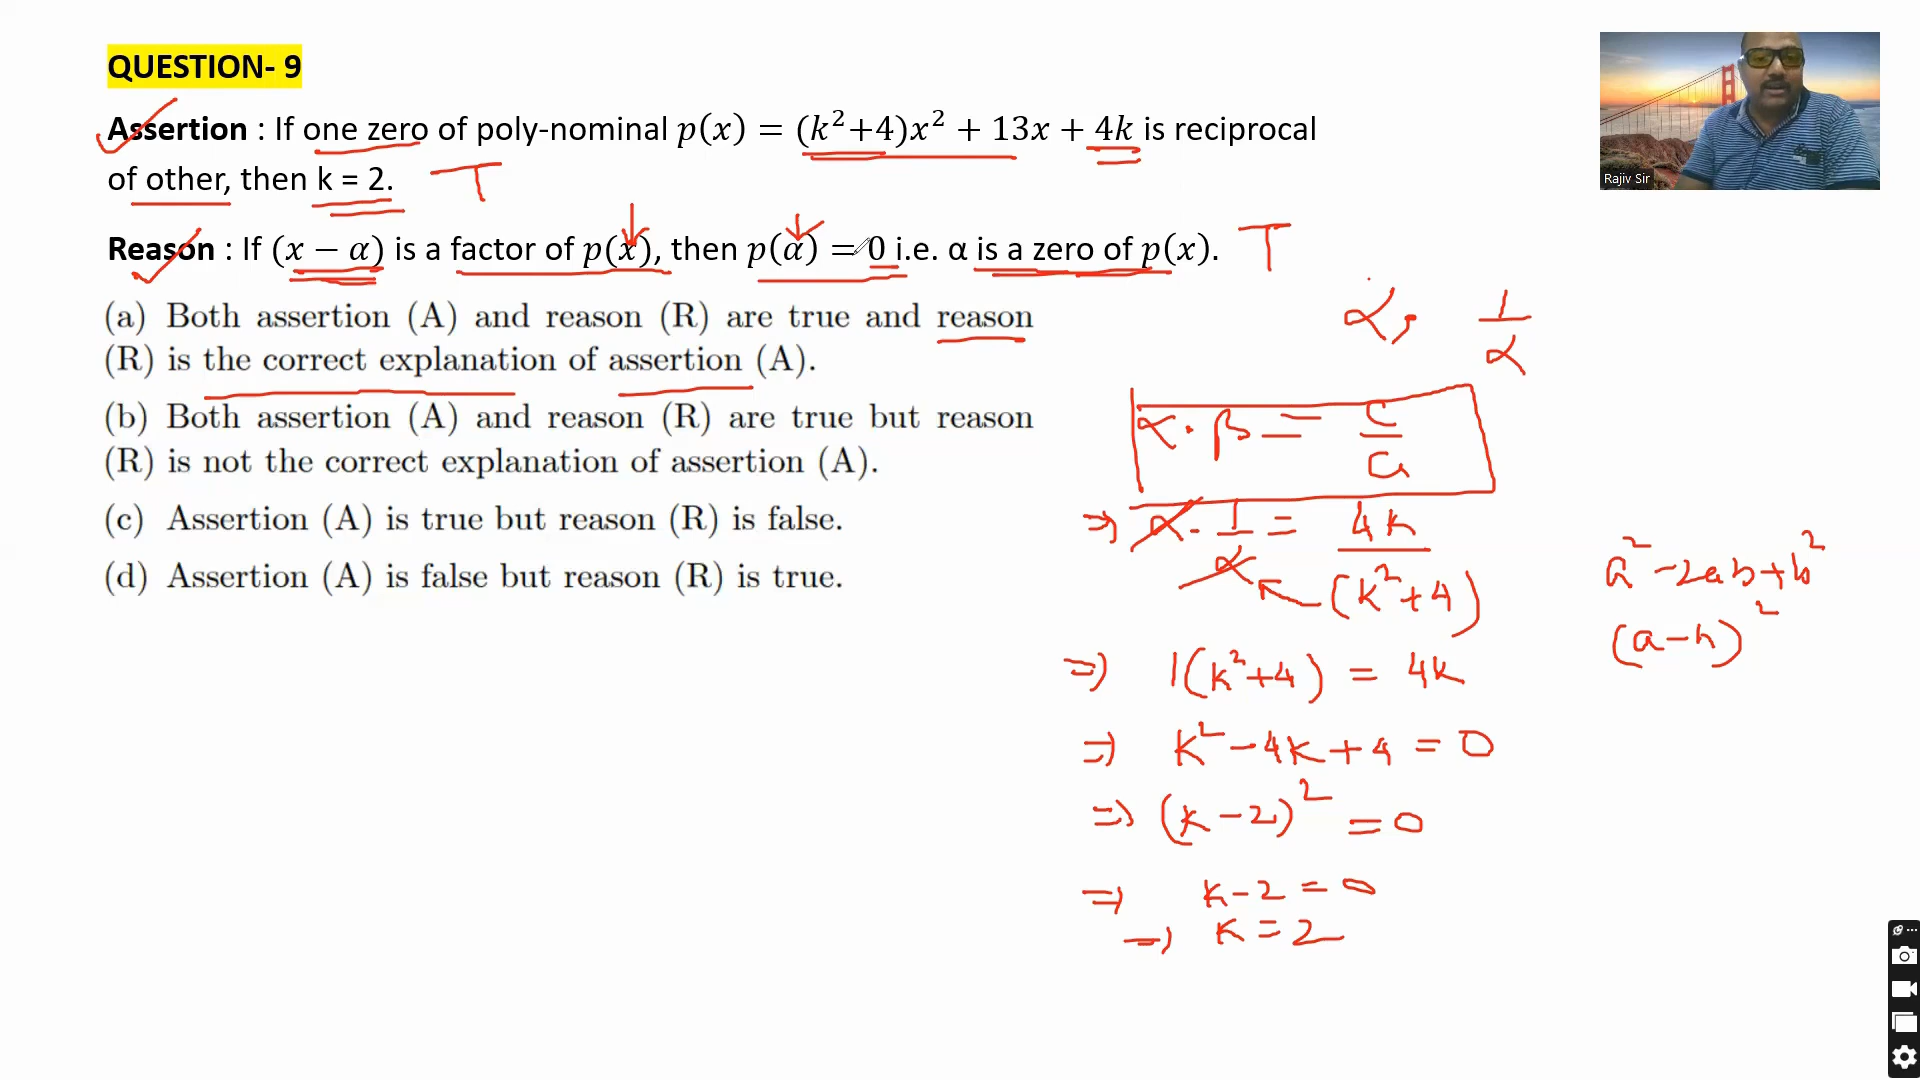 QUESTION- 9
Assertion : If one zero of poly-nominal p(x) = (k²+4)x² + 13x + 4k is reciprocal
of other, then k = 2. T
Reason : If (x − α) is a factor of p(x), then p(α) = 0 i.e. α is a zero of p(x). T
(a) Both assertion (A) and reason (R) are true and reason
(R) is the correct explanation of assertion (A).
(b) Both assertion (A) and reason (R) are true but reason
(R) is not the correct explanation of assertion (A).
(c) Assertion (A) is true but reason (R) is false.
(d) Assertion (A) is false but reason (R) is true.
α, 1/α
α · β = c/a
⇒ α · 1/α = 4k/(k²+4)
⇒ 1(k²+4) = 4k
⇒ k² − 4k + 4 = 0
⇒ (k − 2)² = 0
⇒ k − 2 = 0
⇒ k = 2
a² − 2ab + b²
(a − b)²
Rajiv Sir